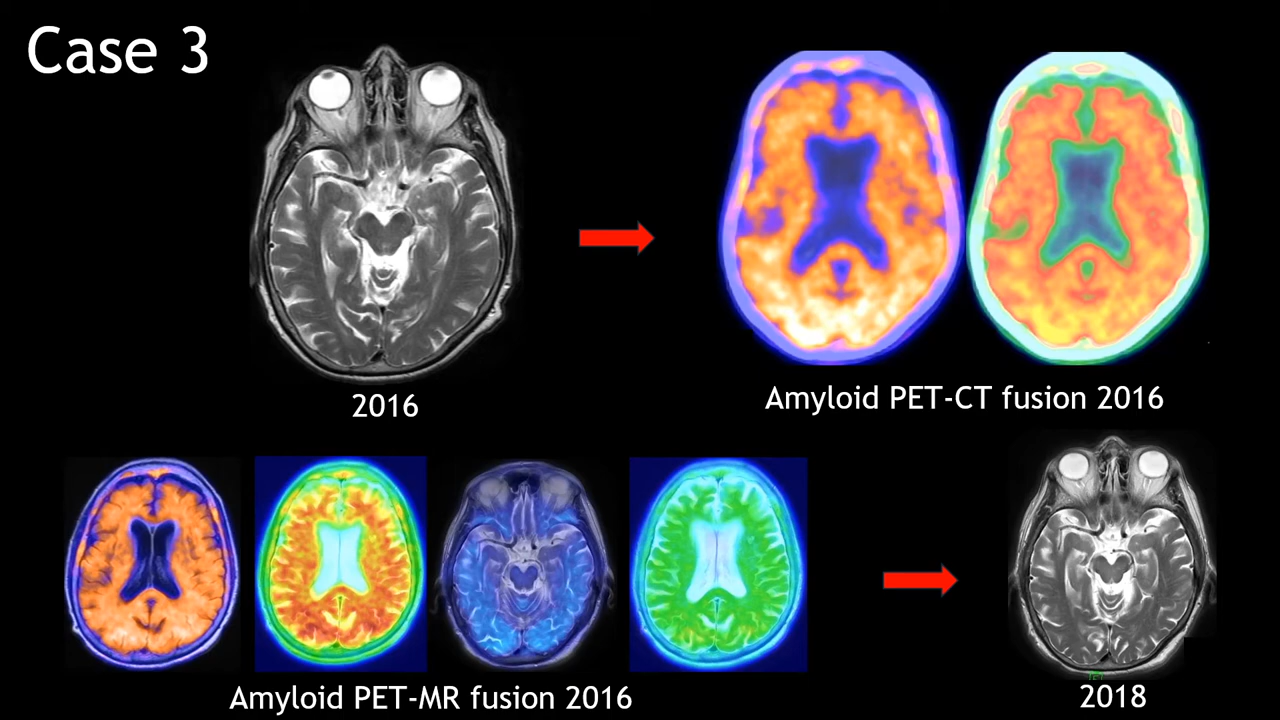 Case 3
2016
Amyloid PET-CT fusion 2016
Amyloid PET-MR fusion 2016
2018